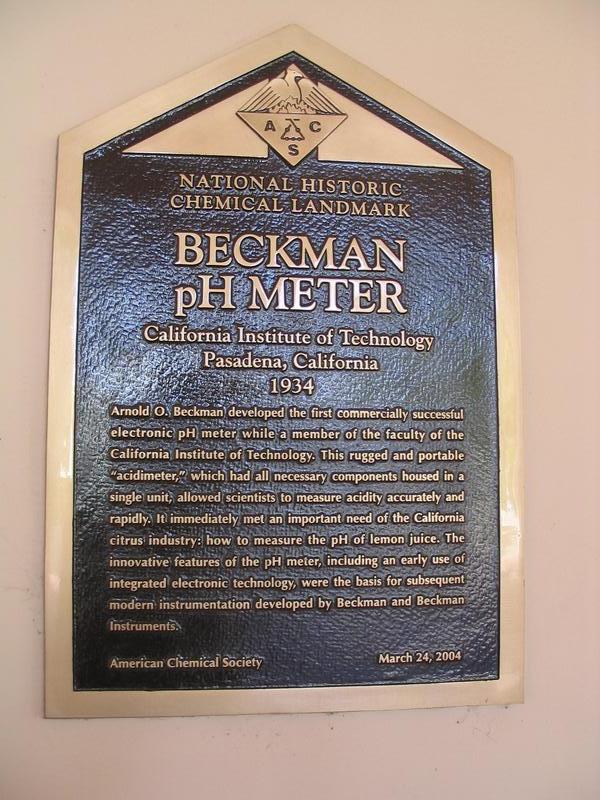 A C
S
NATIONAL HISTORIC
CHEMICAL LANDMARK
BECKMAN
pH METER
California Institute of Technology
Pasadena, California
1934
Arnold O. Beckman developed the first commercially successful
electronic pH meter while a member of the faculty of the
California Institute of Technology. This rugged and portable
“acidimeter,” which had all necessary components housed in a
single unit, allowed scientists to measure acidity accurately and
rapidly. It immediately met an important need of the California
citrus industry: how to measure the pH of lemon juice. The
innovative features of the pH meter, including an early use of
integrated electronic technology, were the basis for subsequent
modern instrumentation developed by Beckman and Beckman
Instruments.
American Chemical Society March 24, 2004